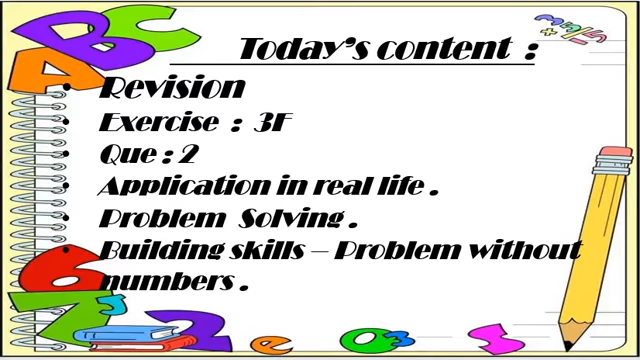 Today's content :
• Revision
• Exercise : 3F
• Que : 2
• Application in real life .
• Problem Solving .
• Building skills – Problem without
numbers .